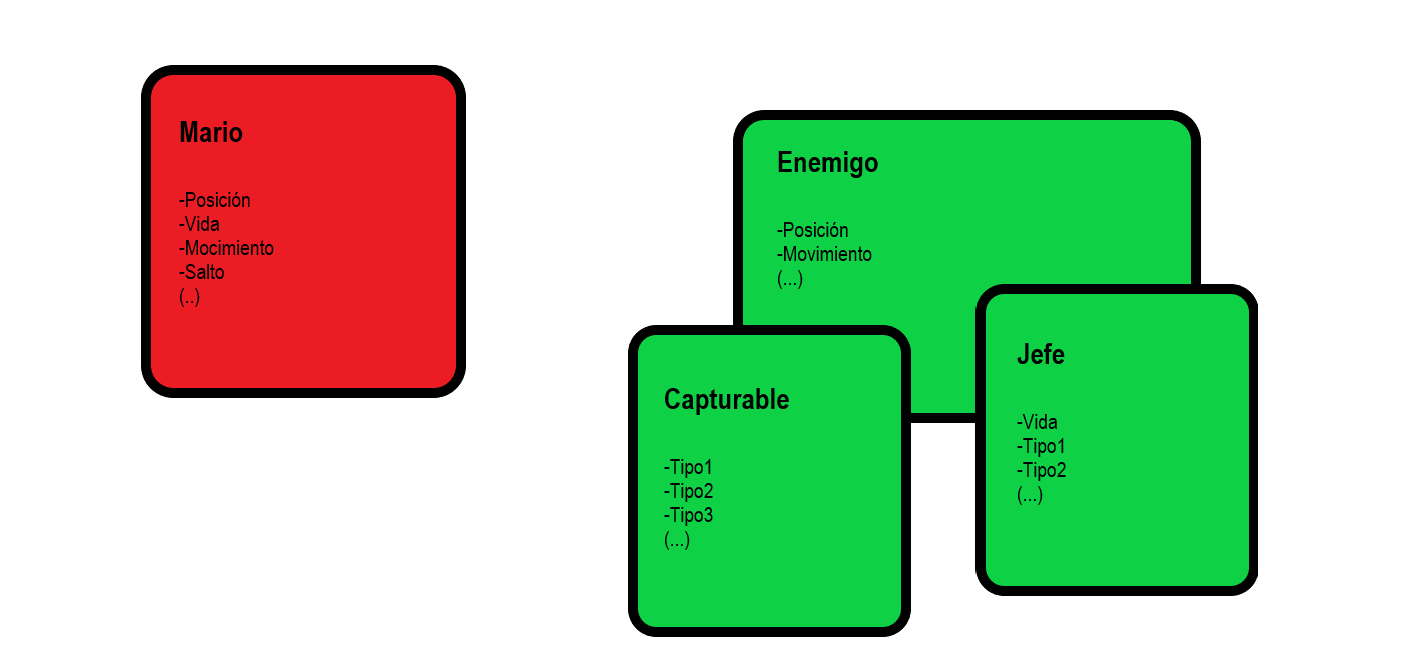 Mario
-Posición
-Vida
-Mocimiento
-Salto
(..)
Enemigo
-Posición
-Movimiento
(...)
Capturable
-Tipo1
-Tipo2
-Tipo3
(...)
Jefe
-Vida
-Tipo1
-Tipo2
(...)